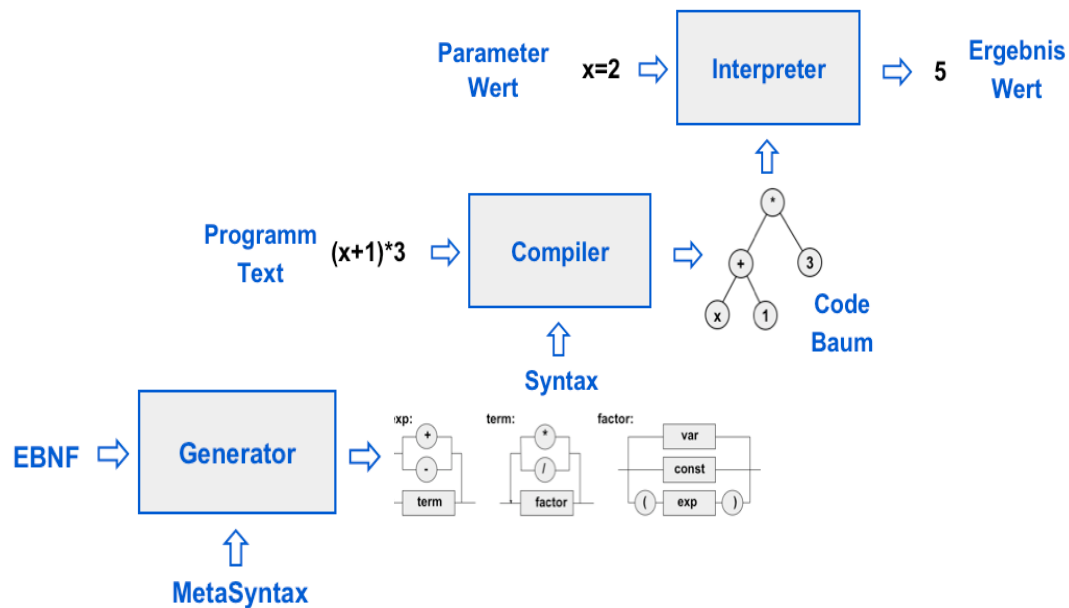 Parameter
Wert
x=2
Interpreter
5
Ergebnis
Wert
Programm
Text
(x+1)*3
Compiler
*
+
3
x
1
Code
Baum
Syntax
EBNF
Generator
xp:
+
-
term
term:
*
/
factor
factor:
var
const
( exp )
MetaSyntax